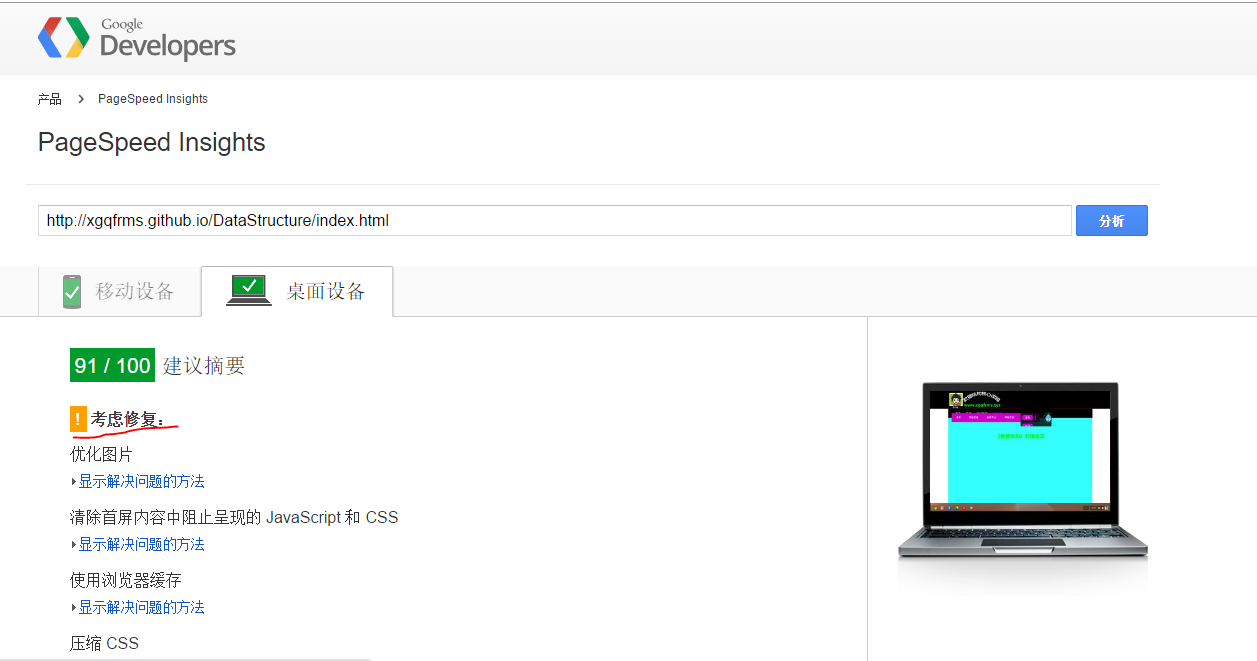 Google
Developers
产品 > PageSpeed Insights
PageSpeed Insights
http://xgqfrms.github.io/DataStructure/index.html 分析
移动设备 桌面设备
91 / 100 建议摘要
! 考虑修复：
优化图片
显示解决问题的方法
清除首屏内容中阻止呈现的 JavaScript 和 CSS
显示解决问题的方法
使用浏览器缓存
显示解决问题的方法
压缩 CSS